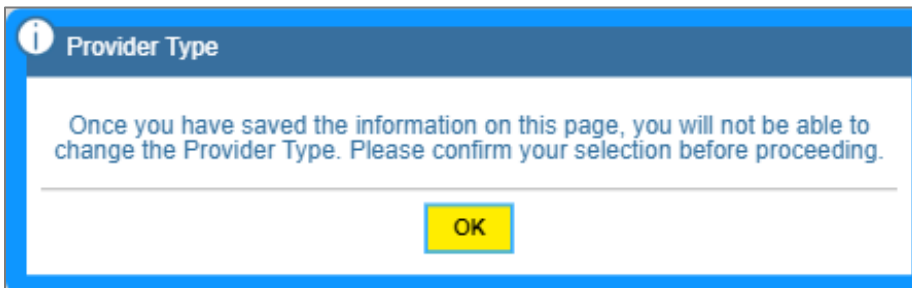 Provider Type
Once you have saved the information on this page, you will not be able to
change the Provider Type. Please confirm your selection before proceeding.
OK